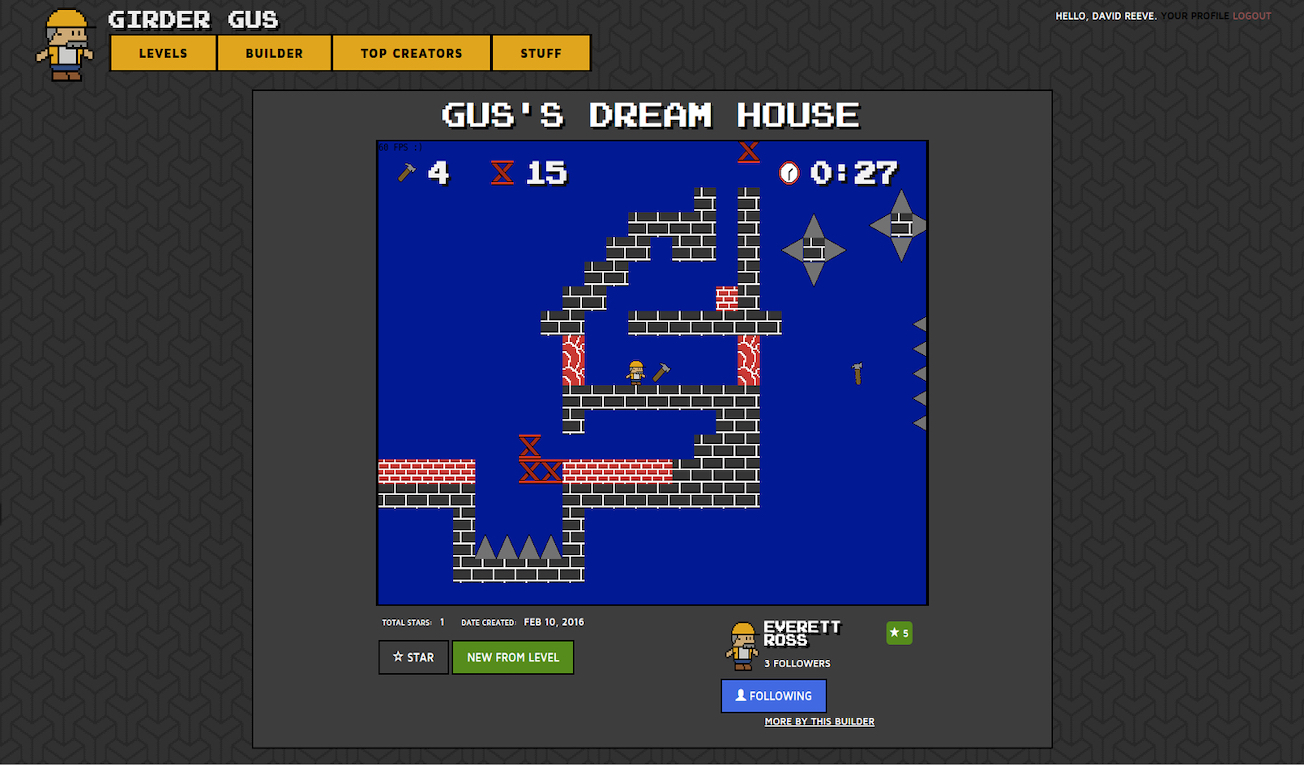 GIRDER GUS
HELLO, DAVID REEVE. YOUR PROFILE LOGOUT
LEVELS BUILDER TOP CREATORS STUFF
GUS'S DREAM HOUSE
60 FPS :)
4 15 0:27
TOTAL STARS: 1 DATE CREATED: FEB 10, 2016
STAR NEW FROM LEVEL
EVERETT
ROSS
5
3 FOLLOWERS
FOLLOWING
MORE BY THIS BUILDER